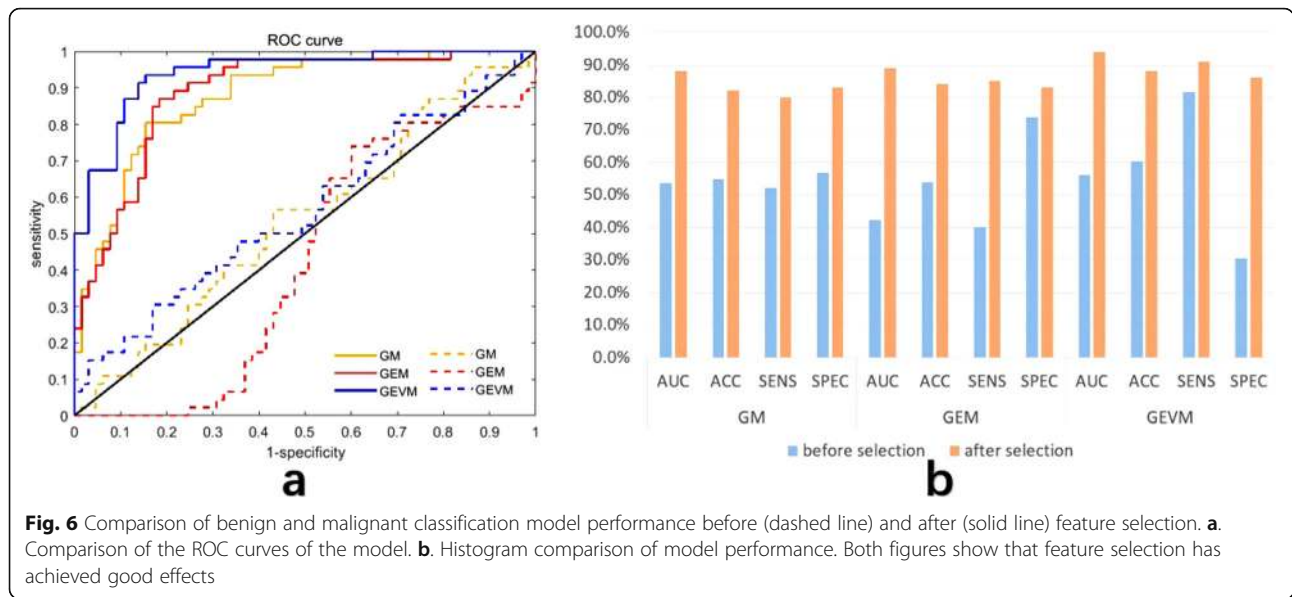 ROC curve
1
0.9
0.8
0.7
0.6
0.5
0.4
0.3
0.2
0.1
0
sensitivity
GM GM
GEM GEM
GEVM GEVM
0 0.1 0.2 0.3 0.4 0.5 0.6 0.7 0.8 0.9 1
1-specificity
a
100.0%
90.0%
80.0%
70.0%
60.0%
50.0%
40.0%
30.0%
20.0%
10.0%
0.0%
AUC ACC SENS SPEC AUC ACC SENS SPEC AUC ACC SENS SPEC
GM GEM GEVM
before selection after selection
b
Fig. 6 Comparison of benign and malignant classification model performance before (dashed line) and after (solid line) feature selection. a.
Comparison of the ROC curves of the model. b. Histogram comparison of model performance. Both figures show that feature selection has
achieved good effects